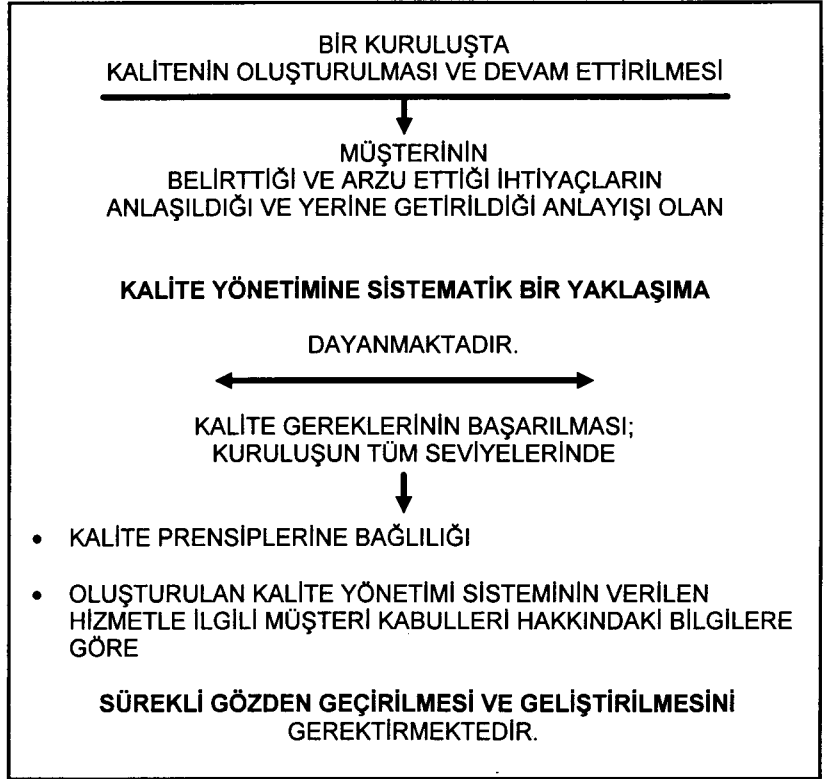 BİR KURULUŞTA
KALİTENİN OLUŞTURULMASI VE DEVAM ETTİRİLMESİ
MÜŞTERİNİN
BELİRTTİĞİ VE ARZU ETTİĞİ İHTİYAÇLARIN
ANLAŞILDIĞI VE YERİNE GETİRİLDİĞİ ANLAYIŞI OLAN
KALİTE YÖNETİMİNE SİSTEMATİK BİR YAKLAŞIMA
DAYANMAKTADIR.
KALİTE GEREKLERİNİN BAŞARILMASI;
KURULUŞUN TÜM SEVİYELERİNDE
• KALİTE PRENSİPLERİNE BAĞLILIĞI
• OLUŞTURULAN KALİTE YÖNETİMİ SİSTEMİNİN VERİLEN
HİZMETLE İLGİLİ MÜŞTERİ KABULLERİ HAKKINDAKİ BİLGİLERE
GÖRE
SÜREKLİ GÖZDEN GEÇİRİLMESİ VE GELİŞTİRİLMESİNİ
GEREKTİRMEKTEDİR.